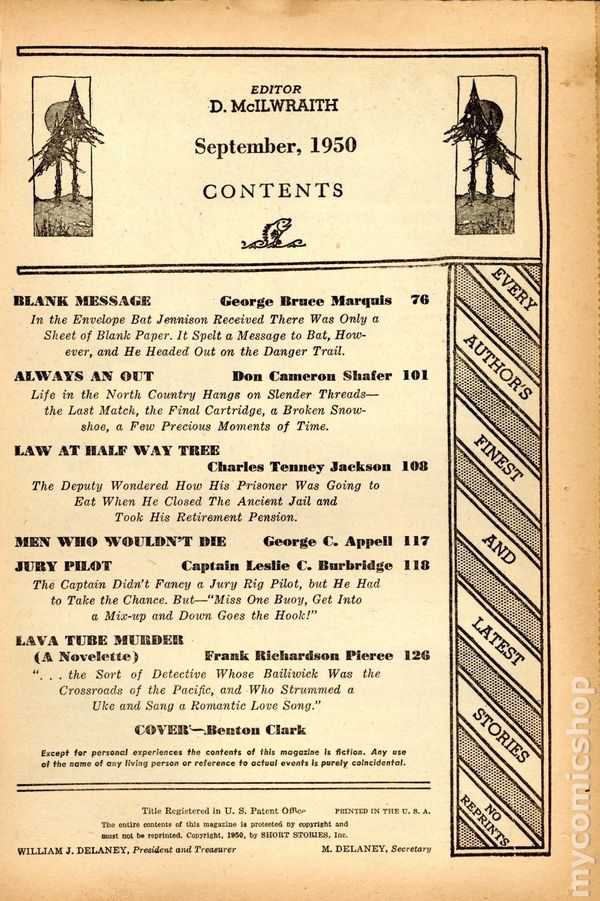 EDITOR
D. McILWRAITH
September, 1950
CONTENTS
BLANK MESSAGE George Bruce Marquis 76
In the Envelope Bat Jennison Received There Was Only a
Sheet of Blank Paper. It Spelt a Message to Bat, How-
ever, and He Headed Out on the Danger Trail.
ALWAYS AN OUT Don Cameron Shafer 101
Life in the North Country Hangs on Slender Threads—
the Last Match, the Final Cartridge, a Broken Snow-
shoe, a Few Precious Moments of Time.
LAW AT HALF WAY TREE
Charles Tenney Jackson 108
The Deputy Wondered How His Prisoner Was Going to
Eat When He Closed The Ancient Jail and
Took His Retirement Pension.
MEN WHO WOULDN'T DIE George C. Appell 117
JURY PILOT Captain Leslie C. Burbridge 118
The Captain Didn't Fancy a Jury Rig Pilot, but He Had
to Take the Chance. But—"Miss One Buoy, Get Into
a Mix-up and Down Goes the Hook!"
LAVA TUBE MURDER
(A Novelette) Frank Richardson Pierce 126
". . . the Sort of Detective Whose Bailiwick Was the
Crossroads of the Pacific, and Who Strummed a
Uke and Sang a Romantic Love Song."
COVER—Benton Clark
Except for personal experiences the contents of this magazine is fiction. Any use
of the name of any living person or reference to actual events is purely coincidental.
Title Registered in U. S. Patent Office PRINTED IN THE U. S. A.
The entire contents of this magazine is protected by copyright and
must not be reprinted. Copyright, 1950, by SHORT STORIES, Inc.
WILLIAM J. DELANEY, President and Treasurer M. DELANEY, Secretary
EVERY
AUTHOR'S
FINEST
AND
LATEST
STORIES
NO
REPRINTS
mycomicshop